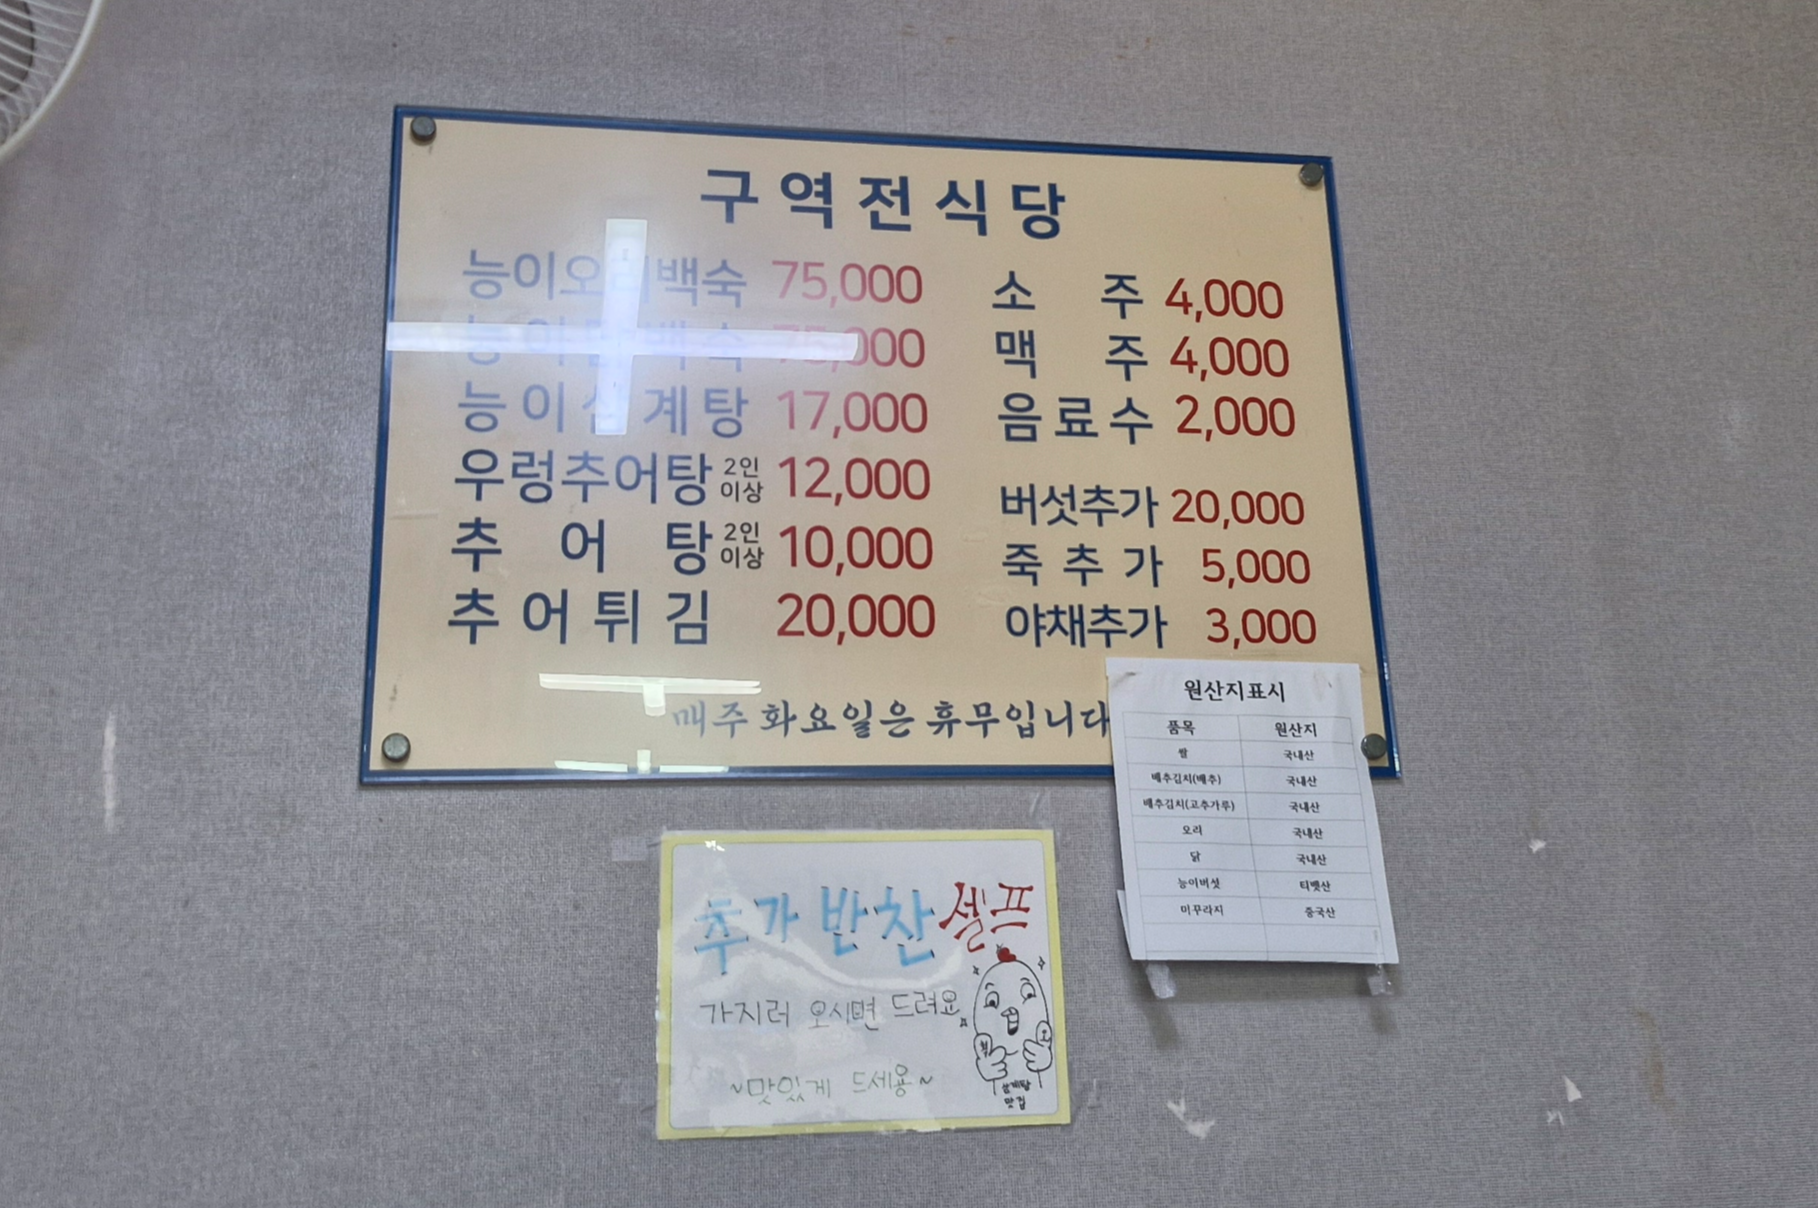 구역전식당
능이오리백숙 75,000
능이닭백숙 75,000
능이삼계탕 17,000
우렁추어탕 2인이상 12,000
추어탕 2인이상 10,000
추어튀김 20,000
소주 4,000
맥주 4,000
음료수 2,000
버섯추가 20,000
죽추가 5,000
야채추가 3,000
매주 화요일은 휴무입니다
원산지표시
품목 원산지
쌀 국내산
배추김치(배추) 국내산
배추김치(고추가루) 국내산
오리 국내산
닭 국내산
능이버섯 티벳산
미꾸라지 중국산
추가 반찬 셀프
가지러 오시면 드려요
~맛있게 드세용~
삼계탕
맛집